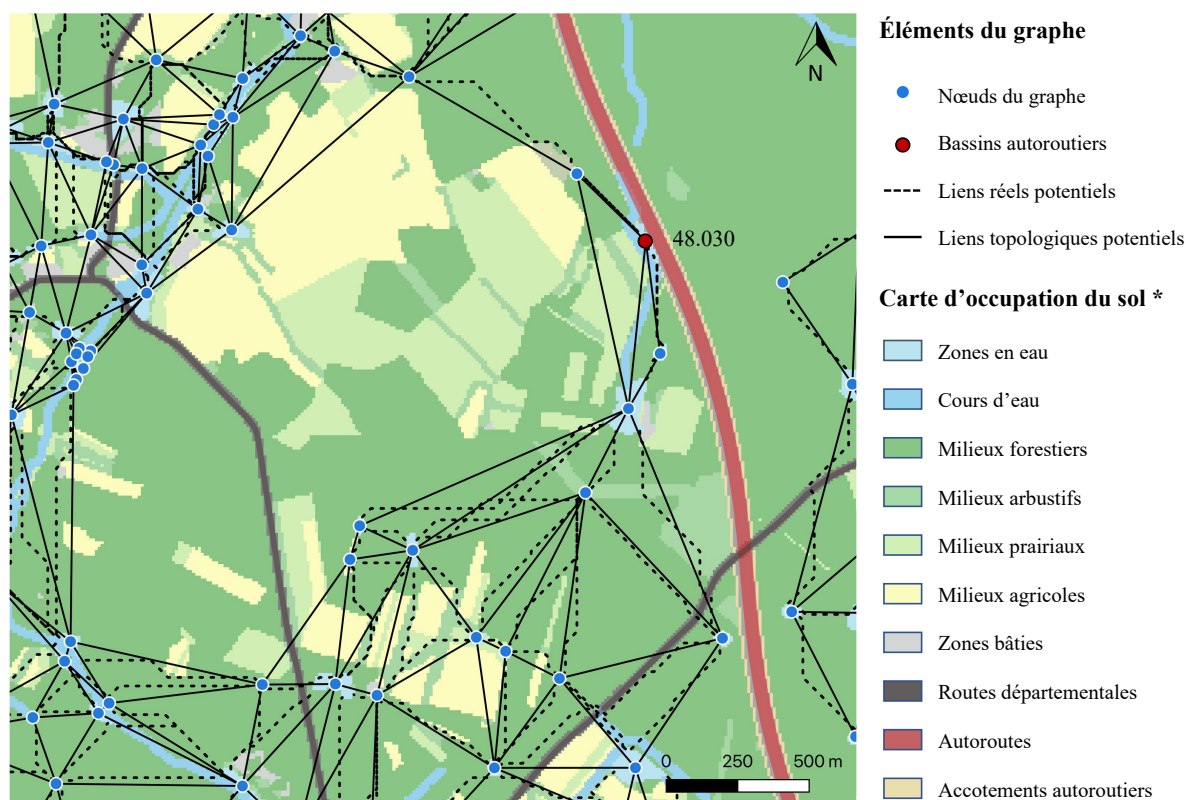 N
48.030
0 250 500 m
Éléments du graphe
Nœuds du graphe
Bassins autoroutiers
Liens réels potentiels
Liens topologiques potentiels
Carte d’occupation du sol *
Zones en eau
Cours d’eau
Milieux forestiers
Milieux arbustifs
Milieux prairiaux
Milieux agricoles
Zones bâties
Routes départementales
Autoroutes
Accotements autoroutiers